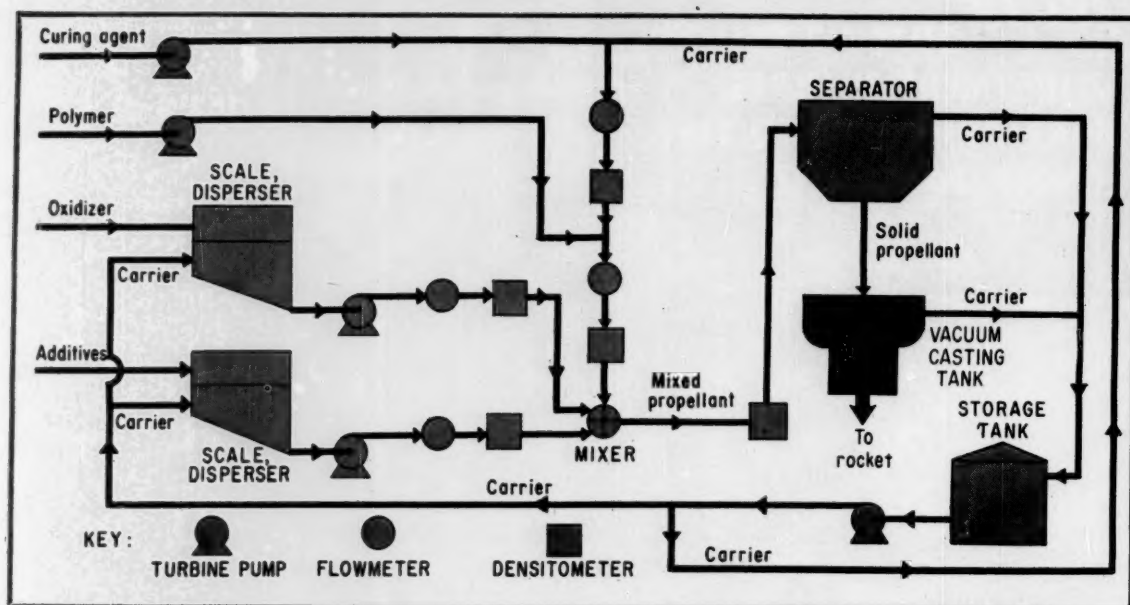 Curing agent
Carrier
SEPARATOR
Carrier
Polymer
SCALE,
DISPERSER
Oxidizer
Carrier
Solid
propellant
Carrier
VACUUM
CASTING
TANK
Additives
Carrier
Mixed
propellant
STORAGE
TANK
SCALE,
DISPERSER
MIXER
To
rocket
Carrier
KEY:
TURBINE PUMP
FLOWMETER
DENSITOMETER
Carrier